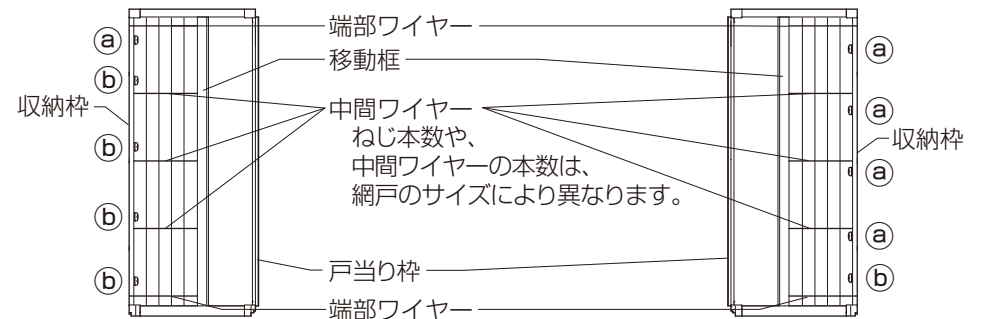 端部ワイヤー
移動框
中間ワイヤー
ねじ本数や、
中間ワイヤーの本数は、
網戸のサイズにより異なります。
戸当り枠
端部ワイヤー
収納枠
ⓐ
ⓑ
ⓑ
ⓑ
ⓑ
ⓐ
ⓐ
収納枠
ⓐ
ⓐ
ⓑ